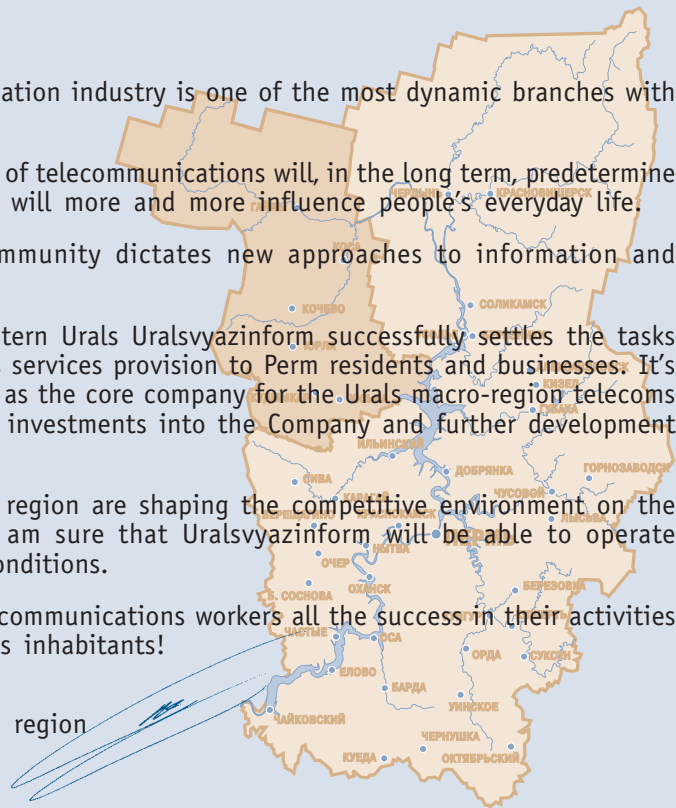 ation industry is one of the most dynamic branches with
of telecommunications will, in the long term, predetermine
ЧЕРДЫНЬ
КРАСНОВИШЕРСК
will more and more influence people's everyday life.
mmunity dictates new approaches to information and
КОСА
КОЧЕВО
СОЛИКАМСК
tern Urals Uralsvyazinform successfully settles the tasks
ЮРЛА
s services provision to Perm residents and businesses. It's
КИЗЕЛ
as the core company for the Urals macro-region telecoms
ГУБАХА
investments into the Company and further development
ИЛЬИНСКИЙ
ДОБРЯНКА
ГОРНОЗАВОДСК
СИВА
КАРАГАЙ
ЧУСОВОЙ
region are shaping the competitive environment on the
ВЕРЕЩАГИНО
КРАСНОКАМСК
ЛЫСЬВА
am sure that Uralsvyazinform will be able to operate
ПЕРМЬ
НЫТВА
ОЧЕР
onditions.
Б. СОСНОВА
ОХАНСК
БЕРЕЗОВКА
communications workers all the success in their activities
ЧАСТЫЕ
ОСА
s inhabitants!
ОРДА
СУКСУН
ЕЛОВО
БАРДА
УИНСКОЕ
ЧАЙКОВСКИЙ
region
ЧЕРНУШКА
КУЕДА
ОКТЯБРЬСКИЙ